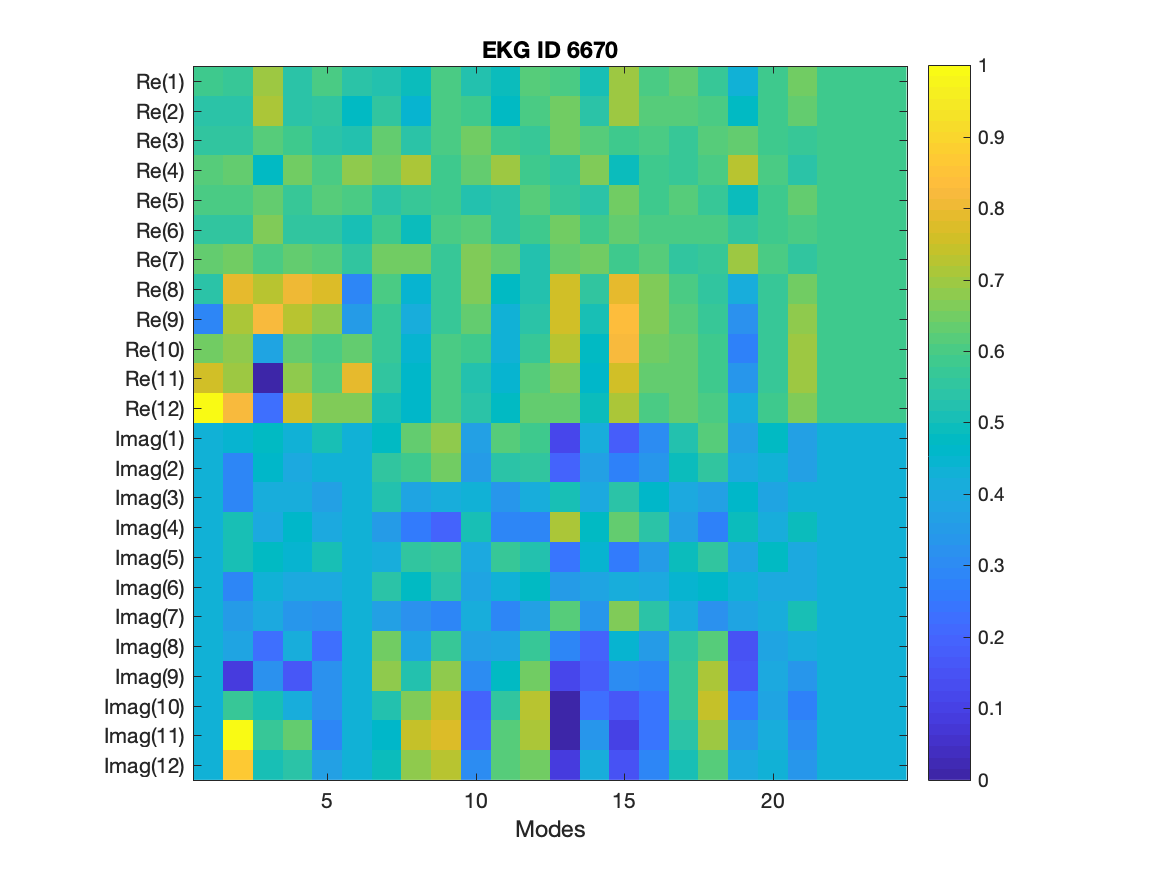 EKG ID 6670
Re(1)
Re(2)
Re(3)
Re(4)
Re(5)
Re(6)
Re(7)
Re(8)
Re(9)
Re(10)
Re(11)
Re(12)
Imag(1)
Imag(2)
Imag(3)
Imag(4)
Imag(5)
Imag(6)
Imag(7)
Imag(8)
Imag(9)
Imag(10)
Imag(11)
Imag(12)
5 10 15 20
Modes
1
0.9
0.8
0.7
0.6
0.5
0.4
0.3
0.2
0.1
0